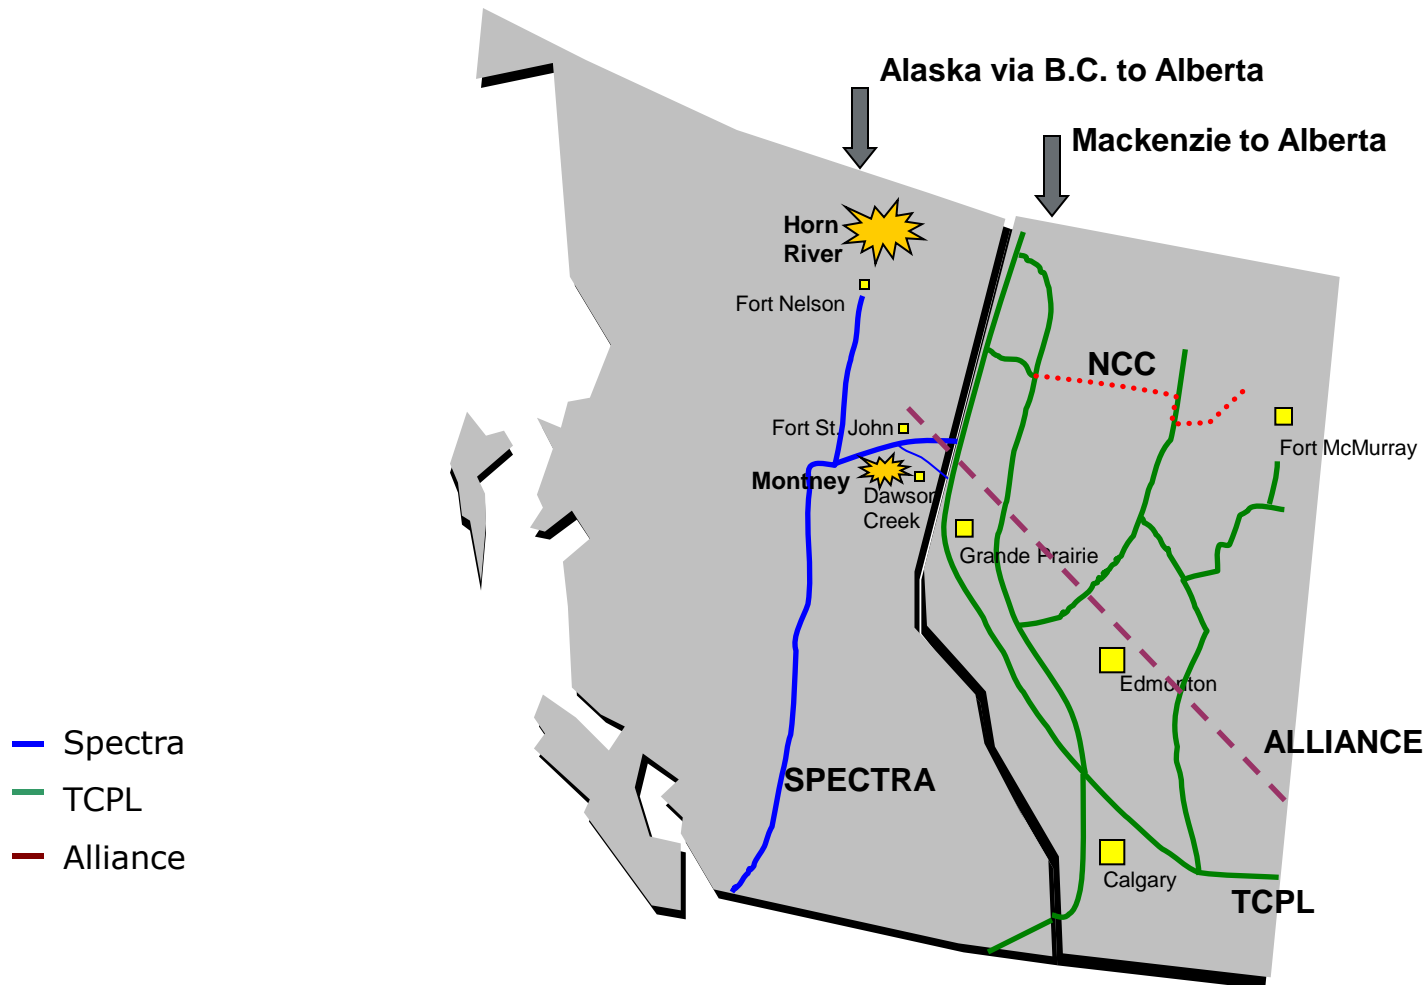 Alaska via B.C. to Alberta
Mackenzie to Alberta
Horn
River
Fort Nelson
NCC
Fort St. John
Fort McMurray
Montney
Dawson
Creek
Grande Prairie
Edmonton
ALLIANCE
Spectra
SPECTRA
TCPL
Alliance
Calgary
TCPL